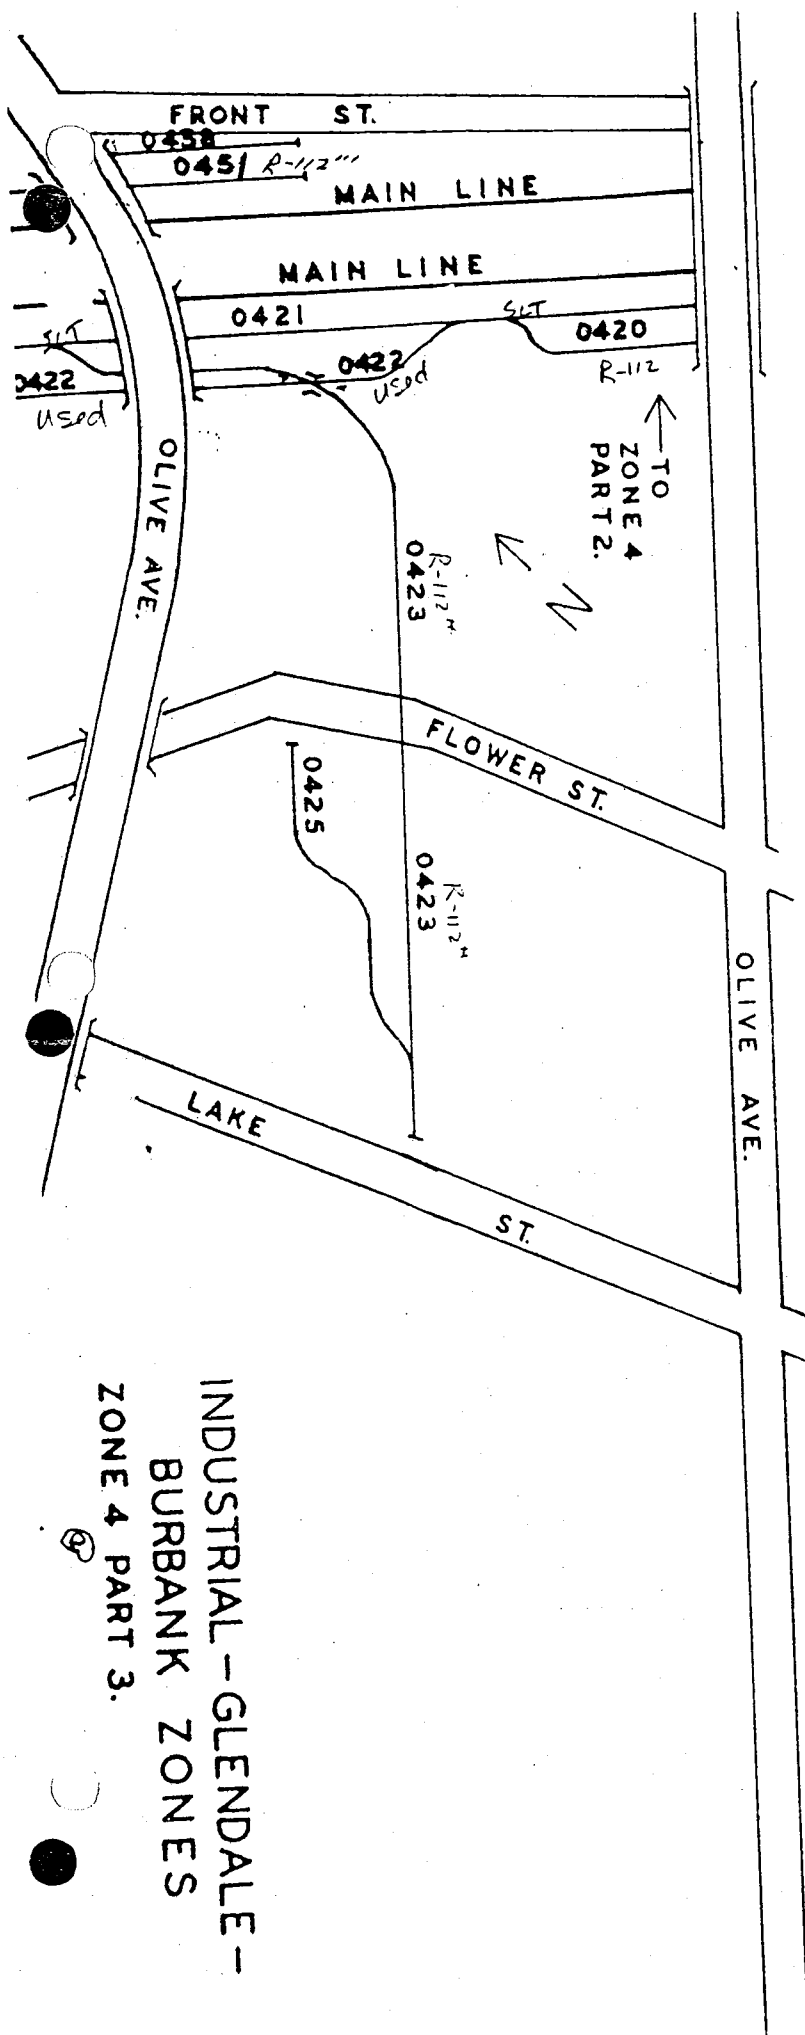 FRONT ST.
0458
0451 R-112'''
MAIN LINE
MAIN LINE
0421
SLT
0420
R-112
SLT
0422
used
0422
used
← TO
ZONE 4
PART 2.
OLIVE AVE.
R-112"
0423
N
FLOWER ST.
0425
R-112"
0423
OLIVE AVE.
LAKE ST.
INDUSTRIAL-GLENDALE-
BURBANK ZONES
ZONE 4 PART 3.